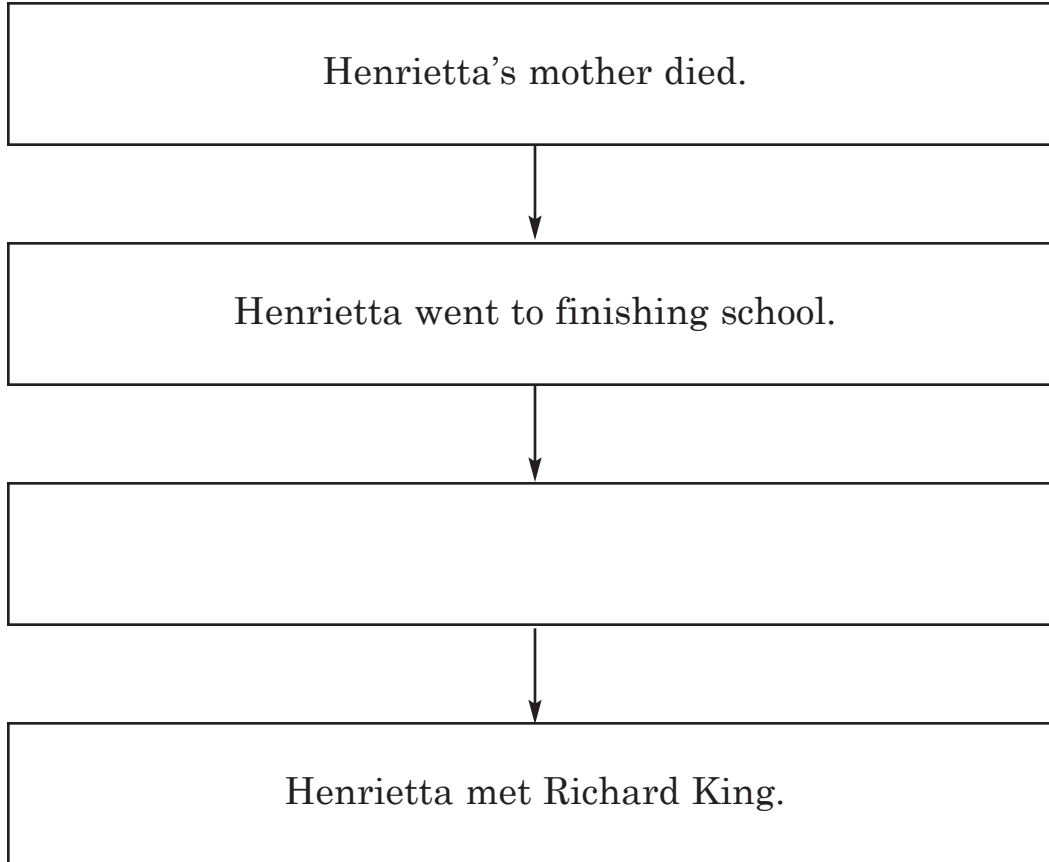 Henrietta’s mother died.
Henrietta went to finishing school.
Henrietta met Richard King.